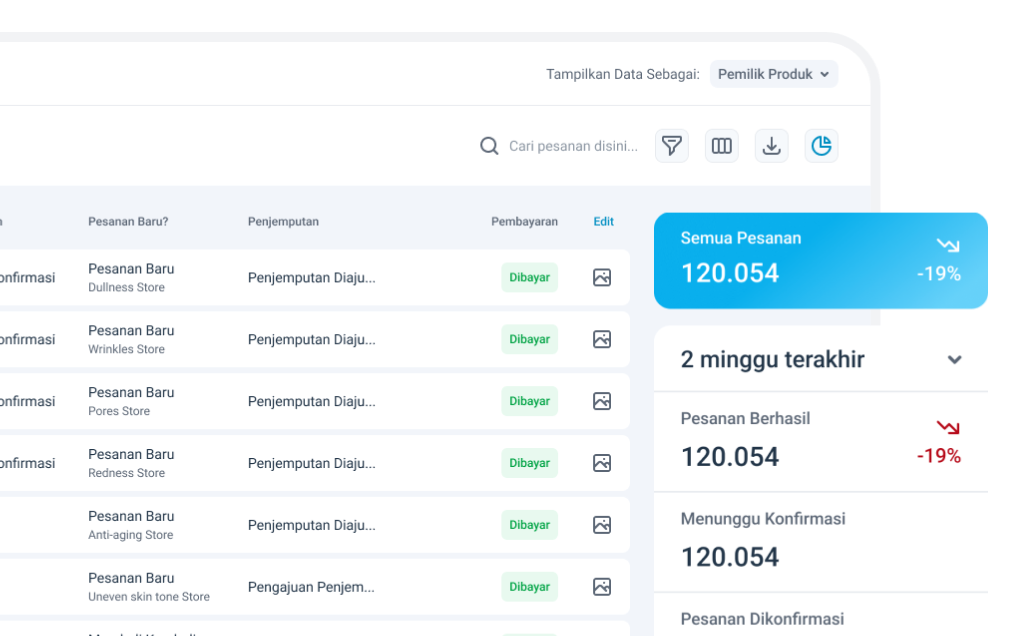 Tampilkan Data Sebagai: Pemilik Produk
Cari pesanan disini...
Pesanan Baru? Penjemputan Pembayaran Edit
onfirmasi Pesanan Baru Penjemputan Diaju... Dibayar
Dullness Store
onfirmasi Pesanan Baru Penjemputan Diaju... Dibayar
Wrinkles Store
onfirmasi Pesanan Baru Penjemputan Diaju... Dibayar
Pores Store
onfirmasi Pesanan Baru Penjemputan Diaju... Dibayar
Redness Store
Pesanan Baru Penjemputan Diaju... Dibayar
Anti-aging Store
Pesanan Baru Pengajuan Penjem... Dibayar
Uneven skin tone Store
Semua Pesanan
120.054 -19%
2 minggu terakhir
Pesanan Berhasil
120.054 -19%
Menunggu Konfirmasi
120.054
Pesanan Dikonfirmasi